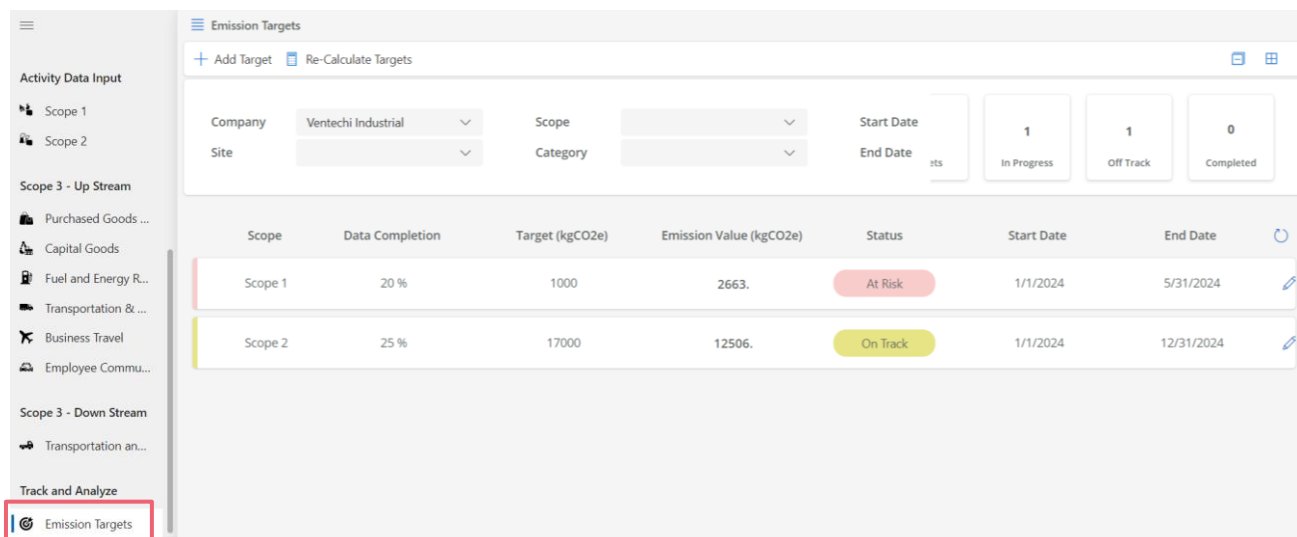 Activity Data Input
Scope 1
Scope 2
Scope 3 - Up Stream
Purchased Goods ...
Capital Goods
Fuel and Energy R...
Transportation & ...
Business Travel
Employee Commu...
Scope 3 - Down Stream
Transportation an...
Track and Analyze
Emission Targets
Emission Targets
Add Target Re-Calculate Targets
Company Ventechi Industrial Scope Start Date
Site Category End Date
ets
1
In Progress
1
Off Track
0
Completed
Scope Data Completion Target (kgCO2e) Emission Value (kgCO2e) Status Start Date End Date
Scope 1 20 % 1000 2663. At Risk 1/1/2024 5/31/2024
Scope 2 25 % 17000 12506. On Track 1/1/2024 12/31/2024